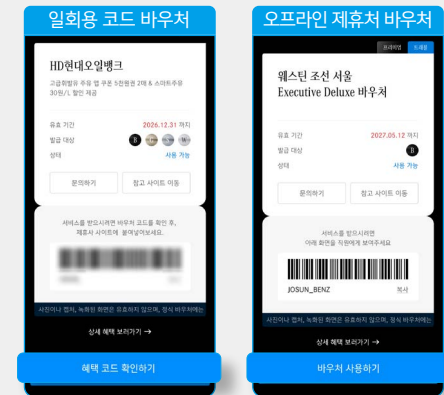 일회용 코드 바우처
HD현대오일뱅크
고급휘발유 주유 앱 쿠폰 5천원권 2매 & 스마트주유
30원/L 할인 제공
유효 기간
2026.12.31 까지
발급 대상
B
상태
사용 가능
문의하기
참고 사이트 이동
서비스를 받으시려면 바우처 코드를 확인 후,
제휴사 사이트에 붙여넣어보세요.
사진이나 캡처, 녹화된 화면은 유효하지 않으며, 정식 바우처에는
상세 혜택 보러가기 →
혜택 코드 확인하기
오프라인 제휴처 바우처
프리미엄
트래블
웨스틴 조선 서울
Executive Deluxe 바우처
유효 기간
2027.05.12 까지
발급 대상
B
상태
사용 가능
문의하기
참고 사이트 이동
서비스를 받으시려면
아래 화면을 직원에게 보여주세요
JOSUN_BENZ
복사
사진이나 캡처, 녹화된 화면은 유효하지 않으며, 정식 바우처에는
상세 혜택 보러가기 →
바우처 사용하기